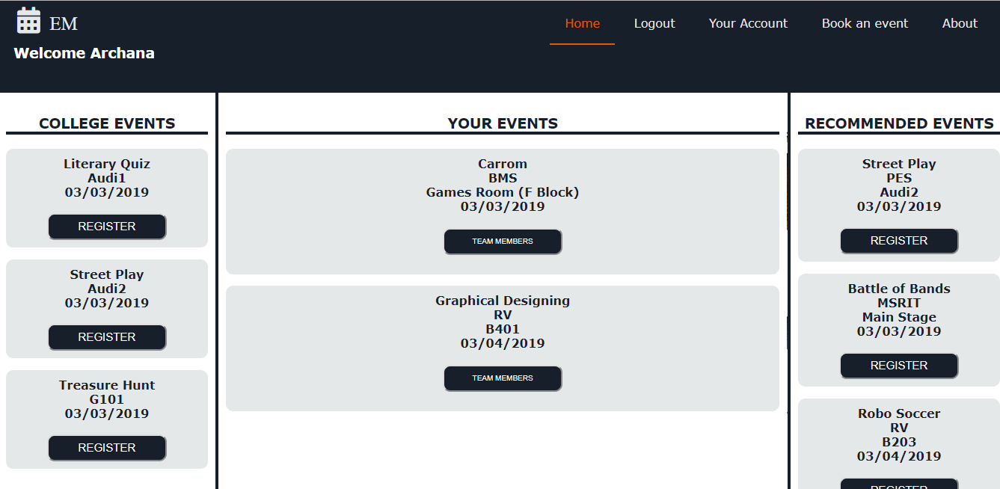 EM
Home Logout Your Account Book an event About
Welcome Archana
COLLEGE EVENTS
Literary Quiz
Audi1
03/03/2019
REGISTER
Street Play
Audi2
03/03/2019
REGISTER
Treasure Hunt
G101
03/03/2019
REGISTER
YOUR EVENTS
Carrom
BMS
Games Room (F Block)
03/03/2019
TEAM MEMBERS
Graphical Designing
RV
B401
03/04/2019
TEAM MEMBERS
RECOMMENDED EVENTS
Street Play
PES
Audi2
03/03/2019
REGISTER
Battle of Bands
MSRIT
Main Stage
03/03/2019
REGISTER
Robo Soccer
RV
B203
03/04/2019
REGISTER